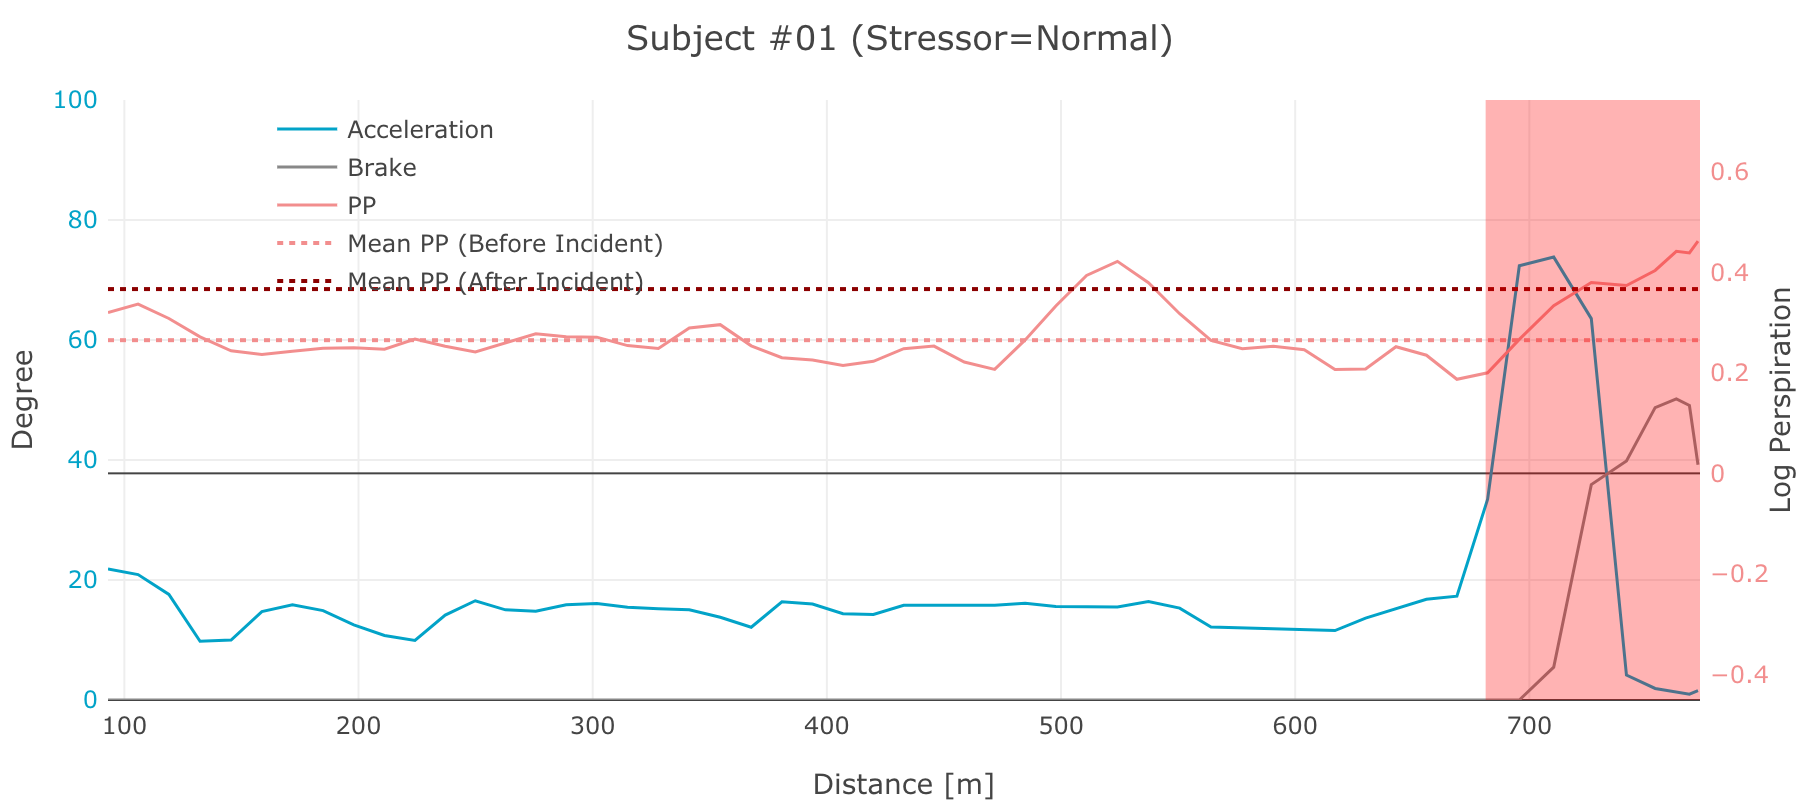 Subject #01 (Stressor=Normal)
Acceleration
Brake
PP
Mean PP (Before Incident)
Mean PP (After Incident)
Degree
100
80
60
40
20
0
0.6
0.4
0.2
0
−0.2
−0.4
Log Perspiration
100 200 300 400 500 600 700
Distance [m]